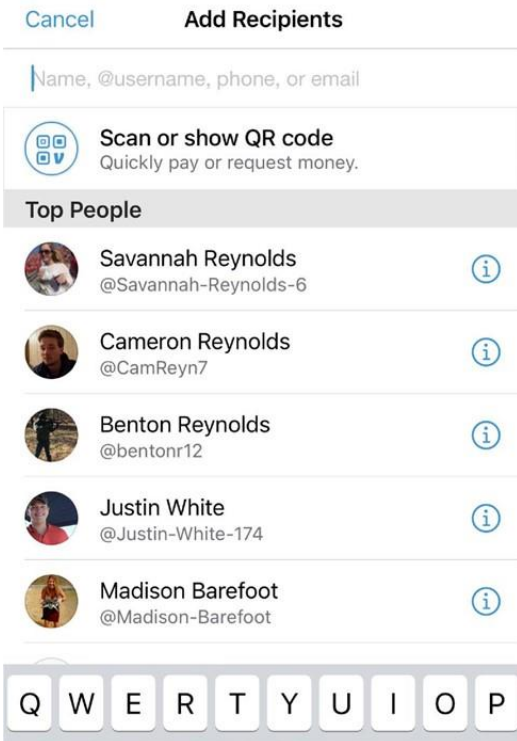 Cancel Add Recipients
Name, @username, phone, or email
Scan or show QR code
Quickly pay or request money.
Top People
Savannah Reynolds
@Savannah-Reynolds-6
Cameron Reynolds
@CamReyn7
Benton Reynolds
@bentonr12
Justin White
@Justin-White-174
Madison Barefoot
@Madison-Barefoot
Q W E R T Y U I O P